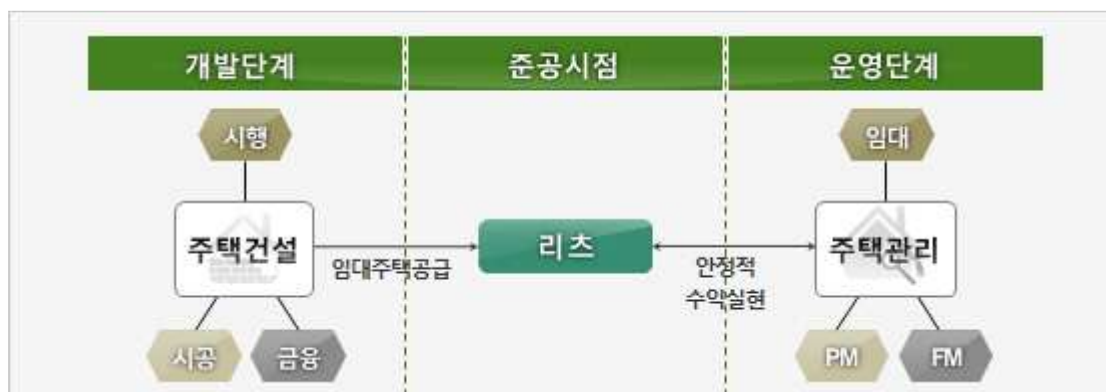 개발단계
준공시점
운영단계
시행
임대
주택건설
임대주택공급
리츠
안정적
수악실현
주택관리
시공
금융
PM
FM